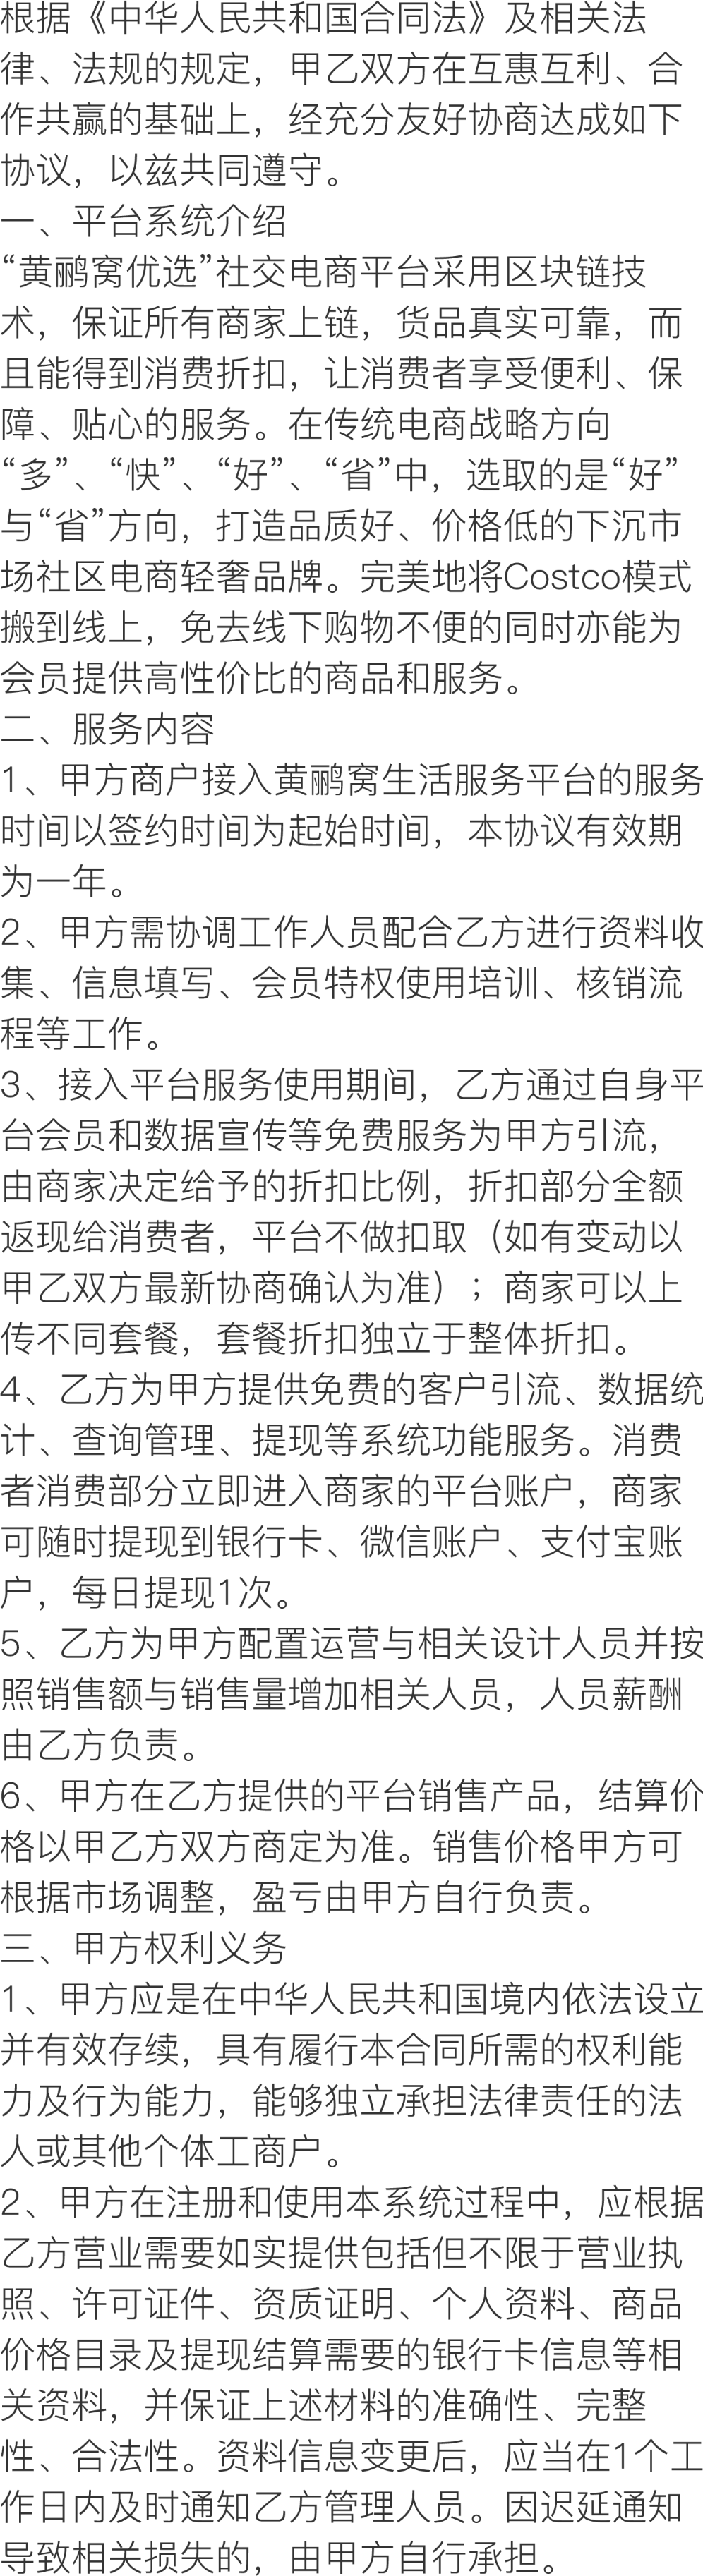 根据《中华人民共和国合同法》及相关法
律、法规的规定，甲乙双方在互惠互利、合
作共赢的基础上，经充分友好协商达成如下
协议，以兹共同遵守。
一、平台系统介绍
“黄鹂窝优选”社交电商平台采用区块链技
术，保证所有商家上链，货品真实可靠，而
且能得到消费折扣，让消费者享受便利、保
障、贴心的服务。在传统电商战略方向
“多”、“快”、“好”、“省”中，选取的是“好”
与“省”方向，打造品质好、价格低的下沉市
场社区电商轻奢品牌。完美地将Costco模式
搬到线上，免去线下购物不便的同时亦能为
会员提供高性价比的商品和服务。
二、服务内容
1、甲方商户接入黄鹂窝生活服务平台的服务
时间以签约时间为起始时间，本协议有效期
为一年。
2、甲方需协调工作人员配合乙方进行资料收
集、信息填写、会员特权使用培训、核销流
程等工作。
3、接入平台服务使用期间，乙方通过自身平
台会员和数据宣传等免费服务为甲方引流，
由商家决定给予的折扣比例，折扣部分全额
返现给消费者，平台不做扣取（如有变动以
甲乙双方最新协商确认为准）；商家可以上
传不同套餐，套餐折扣独立于整体折扣。
4、乙方为甲方提供免费的客户引流、数据统
计、查询管理、提现等系统功能服务。消费
者消费部分立即进入商家的平台账户，商家
可随时提现到银行卡、微信账户、支付宝账
户，每日提现1次。
5、乙方为甲方配置运营与相关设计人员并按
照销售额与销售量增加相关人员，人员薪酬
由乙方负责。
6、甲方在乙方提供的平台销售产品，结算价
格以甲乙方双方商定为准。销售价格甲方可
根据市场调整，盈亏由甲方自行负责。
三、甲方权利义务
1、甲方应是在中华人民共和国境内依法设立
并有效存续，具有履行本合同所需的权利能
力及行为能力，能够独立承担法律责任的法
人或其他个体工商户。
2、甲方在注册和使用本系统过程中，应根据
乙方营业需要如实提供包括但不限于营业执
照、许可证件、资质证明、个人资料、商品
价格目录及提现结算需要的银行卡信息等相
关资料，并保证上述材料的准确性、完整
性、合法性。资料信息变更后，应当在1个工
作日内及时通知乙方管理人员。因迟延通知
导致相关损失的，由甲方自行承担。